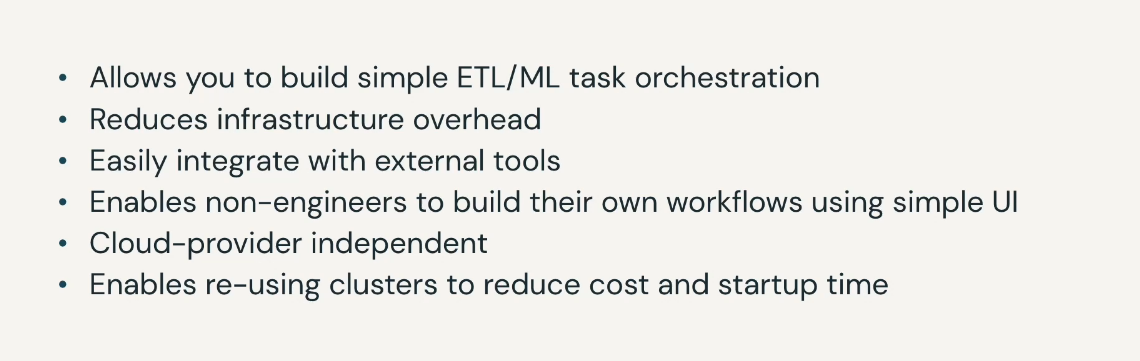 • Allows you to build simple ETL/ML task orchestration
• Reduces infrastructure overhead
• Easily integrate with external tools
• Enables non-engineers to build their own workflows using simple UI
• Cloud-provider independent
• Enables re-using clusters to reduce cost and startup time